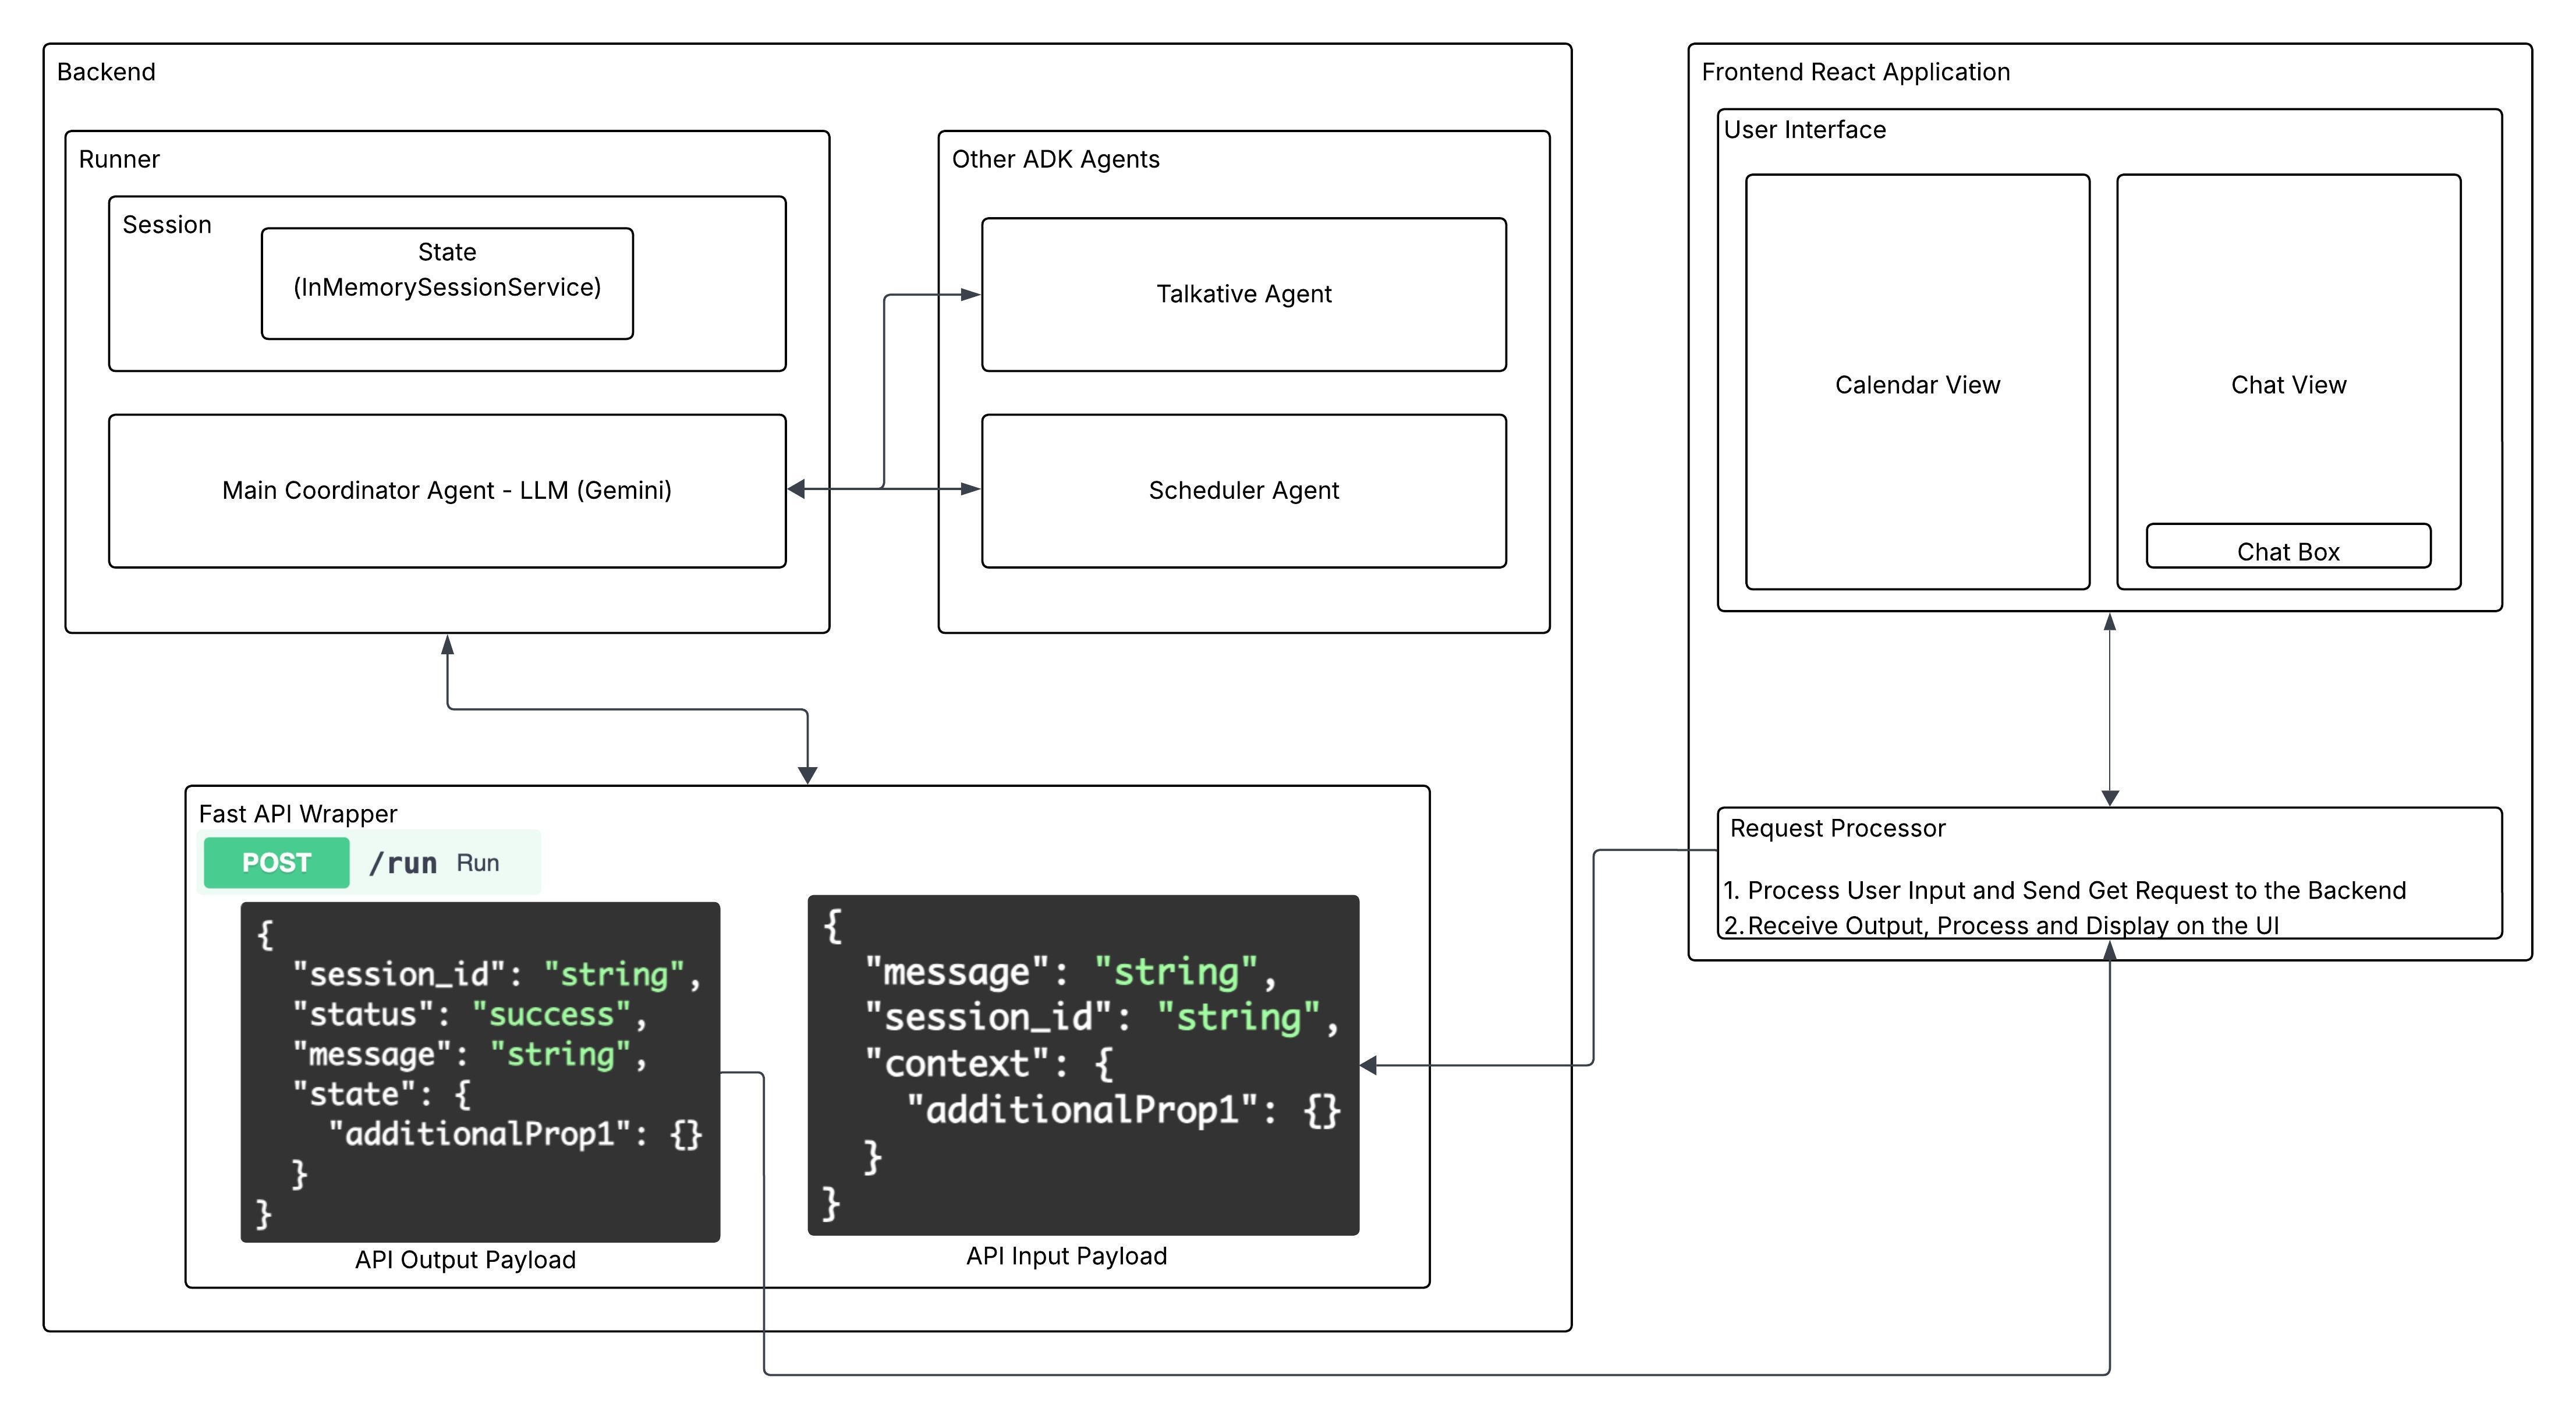 Backend
Runner
Session
State
(InMemorySessionService)
Main Coordinator Agent - LLM (Gemini)
Other ADK Agents
Talkative Agent
Scheduler Agent
Fast API Wrapper
POST /run Run
{
  "session_id": "string",
  "status": "success",
  "message": "string",
  "state": {
    "additionalProp1": {}
  }
}
API Output Payload
{
  "message": "string",
  "session_id": "string",
  "context": {
    "additionalProp1": {}
  }
}
API Input Payload
Frontend React Application
User Interface
Calendar View
Chat View
Chat Box
Request Processor
1. Process User Input and Send Get Request to the Backend
2. Receive Output, Process and Display on the UI